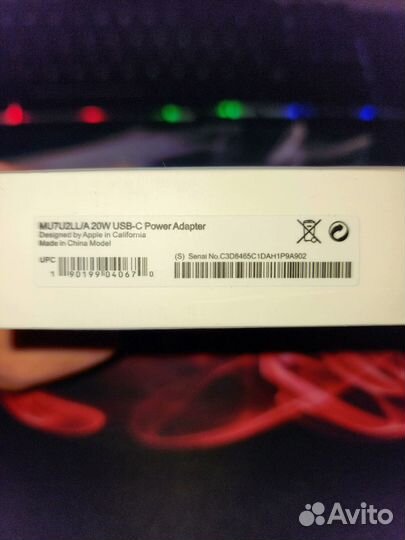 MU7U2LL/A 20W USB-C Power Adapter
Designed by Apple in California
Made in China Model
UPC
1 90199 04067 0
(S) Serial No.C3D8465C1DAH1P9A902
Avito